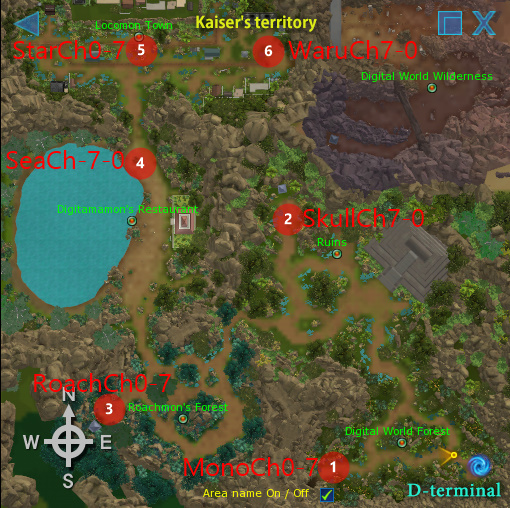 Kaiser's territory
Locomon Town
StarCh0-7
5
6
WaruCh7-0
Digital World Wilderness
SeaCh-7-0
4
Digitamamon's Restaurant
2
SkullCh7-0
Ruins
RoachCh0-7
3
Roachmon's Forest
N
W
E
S
Digital World Forest
MonoCh0-7
1
D-terminal
Area name On / Off